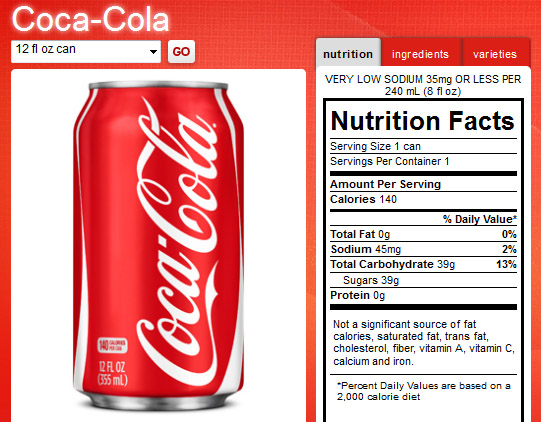 Coca-Cola
12 fl oz can
GO
nutrition
ingredients
varieties
Coca-Cola
140 CALORIES
PER CAN
12 FL OZ
(355 mL)
VERY LOW SODIUM 35mg OR LESS PER
240 mL (8 fl oz)
Nutrition Facts
Serving Size 1 can
Servings Per Container 1
Amount Per Serving
Calories 140
% Daily Value*
Total Fat 0g 0%
Sodium 45mg 2%
Total Carbohydrate 39g 13%
Sugars 39g
Protein 0g
Not a significant source of fat
calories, saturated fat, trans fat,
cholesterol, fiber, vitamin A, vitamin C,
calcium and iron.
*Percent Daily Values are based on a
2,000 calorie diet